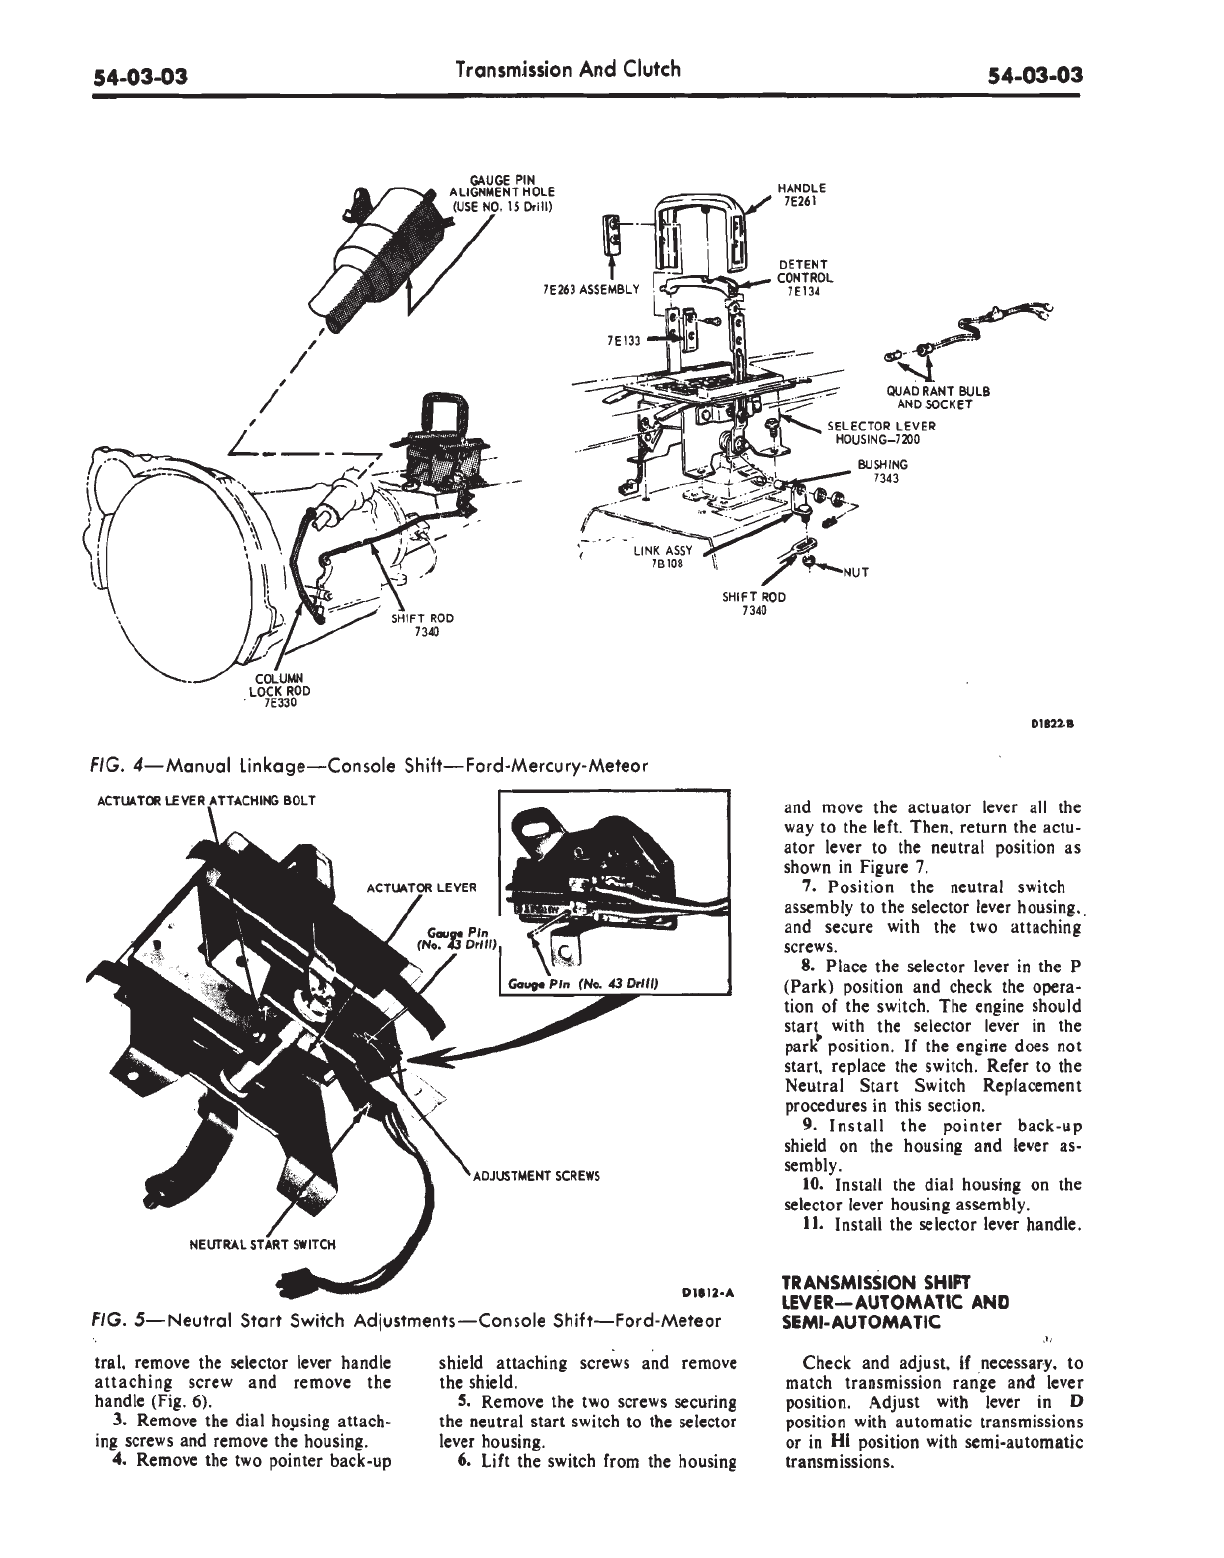 54-03-03
Transmission And Clutch
54-03-03
GAUGE PIN
ALIGNMENT HOLE
(USE NO. 15 Drill)
HANDLE
7E261
7E263 ASSEMBLY
DETENT
CONTROL
7E134
7E133
QUADRANT BULB
AND SOCKET
SELECTOR LEVER
HOUSING-7200
BUSHING
7343
LINK ASSY
7B108
NUT
SHIFT ROD
7340
SHIFT ROD
7340
COLUMN
LOCK ROD
7E330
D1822-B
FIG. 4—Manual Linkage—Console Shift—Ford-Mercury-Meteor
ACTUATOR LEVER ATTACHING BOLT
ACTUATOR LEVER
Gauge Pin
(No. 43 Drill)
C
Gauge Pin (No. 43 Drill)
ADJUSTMENT SCREWS
NEUTRAL START SWITCH
D1812-A
FIG. 5—Neutral Start Switch Adjustments—Console Shift—Ford-Meteor
tral, remove the selector lever handle
attaching screw and remove the
handle (Fig. 6).
3. Remove the dial housing attach-
ing screws and remove the housing.
4. Remove the two pointer back-up
shield attaching screws and remove
the shield.
5. Remove the two screws securing
the neutral start switch to the selector
lever housing.
6. Lift the switch from the housing
and move the actuator lever all the
way to the left. Then, return the actu-
ator lever to the neutral position as
shown in Figure 7.
7. Position the neutral switch
assembly to the selector lever housing,
and secure with the two attaching
screws.
8. Place the selector lever in the P
(Park) position and check the opera-
tion of the switch. The engine should
start with the selector lever in the
park position. If the engine does not
start, replace the switch. Refer to the
Neutral Start Switch Replacement
procedures in this section.
9. Install the pointer back-up
shield on the housing and lever as-
sembly.
10. Install the dial housing on the
selector lever housing assembly.
11. Install the selector lever handle.
TRANSMISSION SHIFT
LEVER—AUTOMATIC AND
SEMI-AUTOMATIC
Check and adjust, if necessary, to
match transmission range and lever
position. Adjust with lever in D
position with automatic transmissions
or in Hi position with semi-automatic
transmissions.